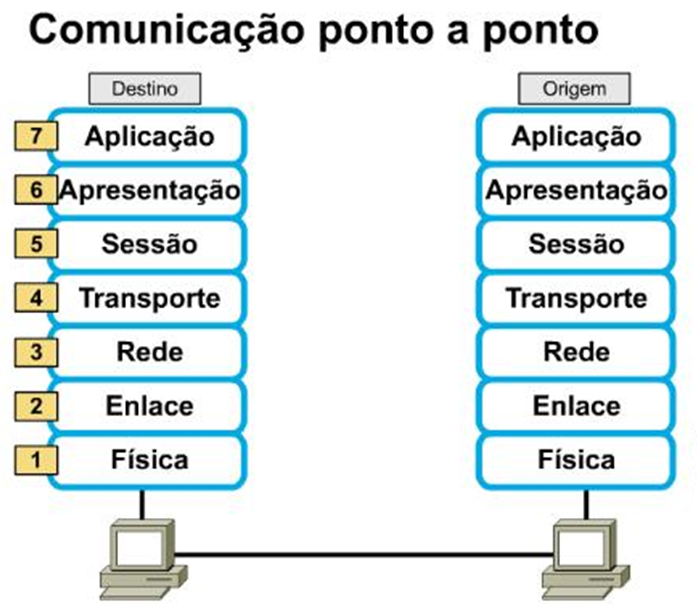 Comunicação ponto a ponto
Destino
Origem
7 Aplicação
Aplicação
6 Apresentação
Apresentação
5 Sessão
Sessão
4 Transporte
Transporte
3 Rede
Rede
2 Enlace
Enlace
1 Física
Física